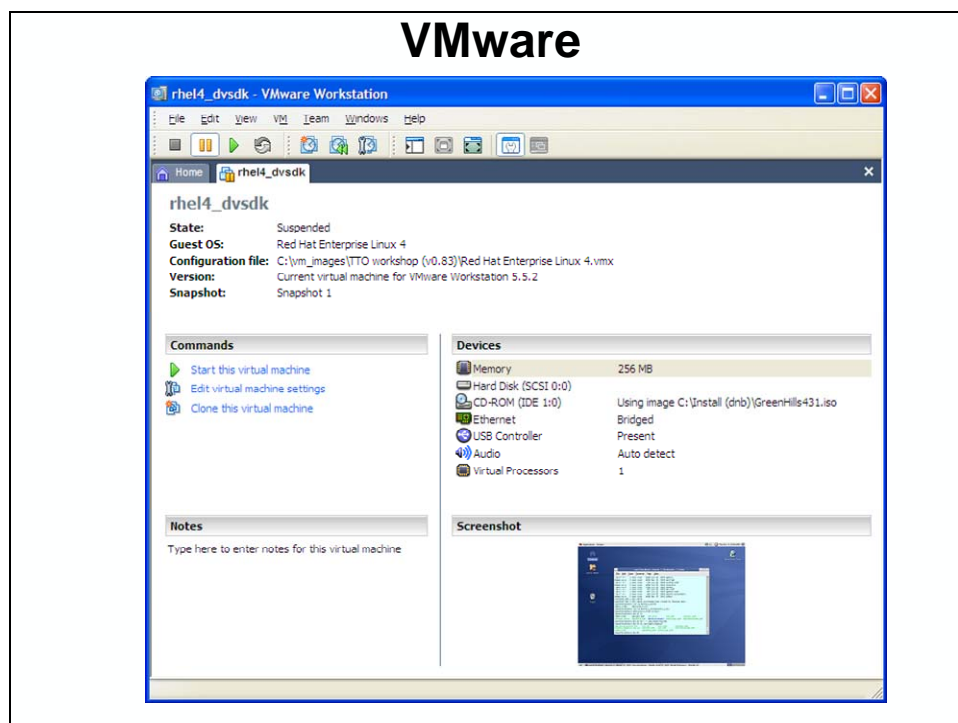 VMware
rhel4_dvsdk - VMware Workstation
File Edit View VM Team Windows Help
Home rhel4_dvsdk
rhel4_dvsdk
State: Suspended
Guest OS: Red Hat Enterprise Linux 4
Configuration file: C:\vm_images\TTO workshop (v0.83)\Red Hat Enterprise Linux 4.vmx
Version: Current virtual machine for VMware Workstation 5.5.2
Snapshot: Snapshot 1
Commands
Start this virtual machine
Edit virtual machine settings
Clone this virtual machine
Devices
Memory 256 MB
Hard Disk (SCSI 0:0)
CD-ROM (IDE 1:0) Using image C:\Install (dnb)\GreenHills431.iso
Ethernet Bridged
USB Controller Present
Audio Auto detect
Virtual Processors 1
Notes
Type here to enter notes for this virtual machine
Screenshot